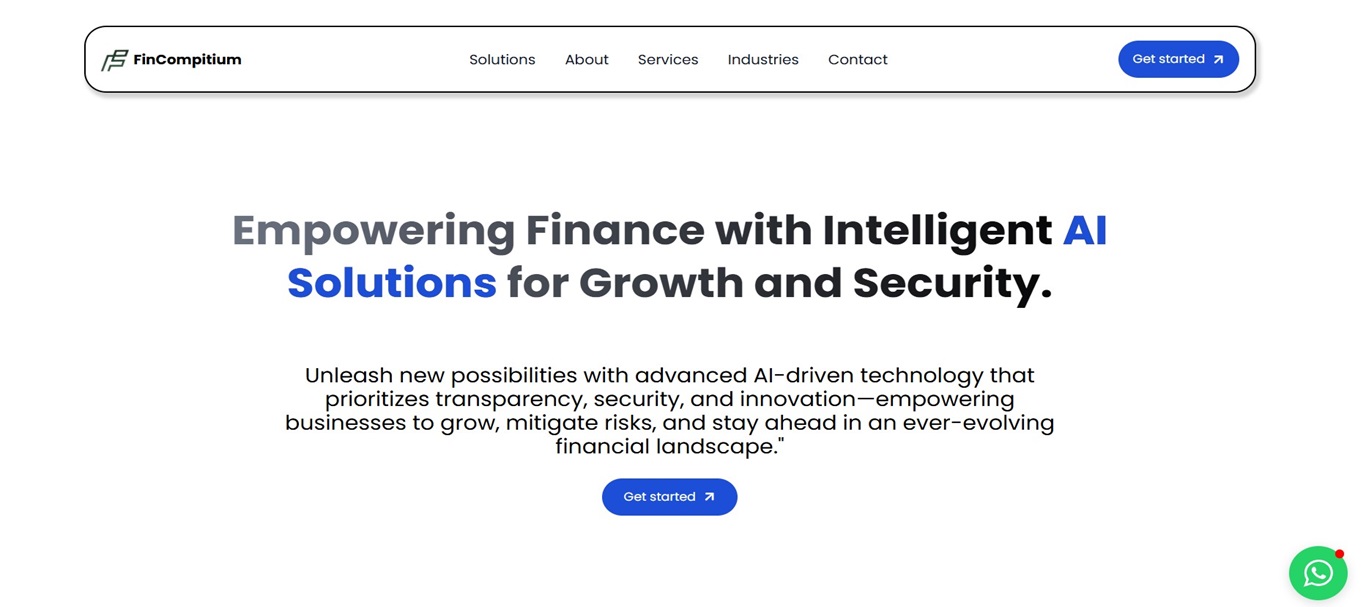 FinCompitium
Solutions About Services Industries Contact
Get started
Empowering Finance with Intelligent AI
Solutions for Growth and Security.
Unleash new possibilities with advanced AI-driven technology that
prioritizes transparency, security, and innovation—empowering
businesses to grow, mitigate risks, and stay ahead in an ever-evolving
financial landscape."
Get started